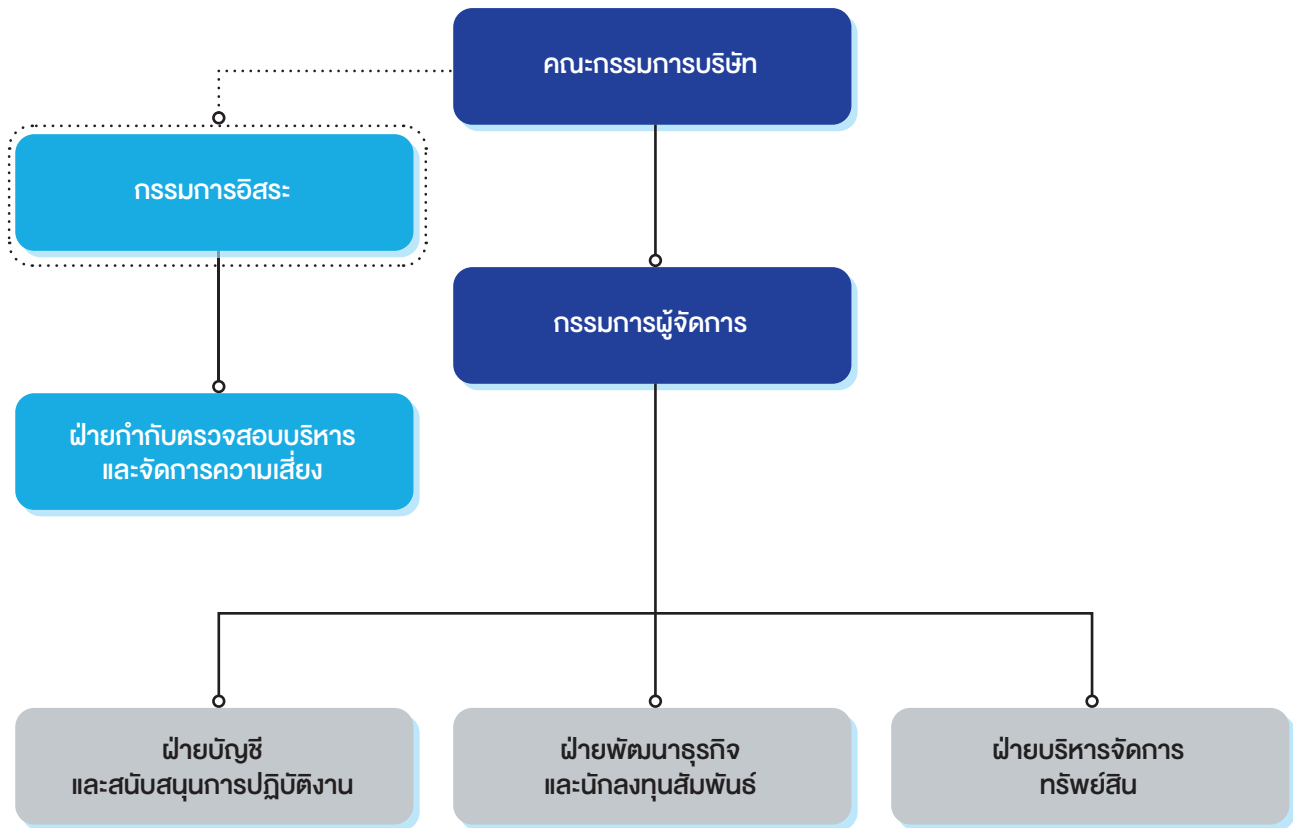 คณะกรรมการบริษัท
กรรมการอิสระ
กรรมการผู้จัดการ
ฝ่ายกำกับตรวจสอบบริหาร
และจัดการความเสี่ยง
ฝ่ายบัญชี
และสนับสนุนการปฏิบัติงาน
ฝ่ายพัฒนาธุรกิจ
และนักลงทุนสัมพันธ์
ฝ่ายบริหารจัดการ
ทรัพย์สิน